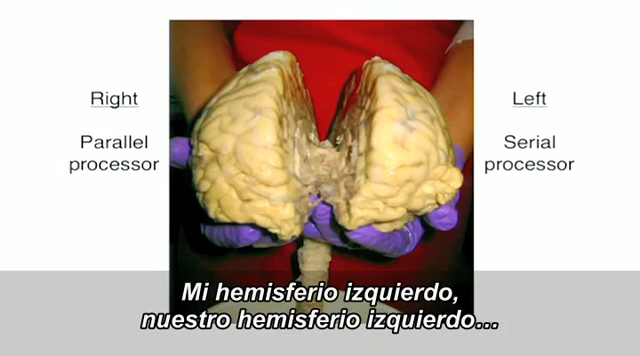 Right
Parallel
processor
Left
Serial
processor
Mi hemisferio izquierdo,
nuestro hemisferio izquierdo...